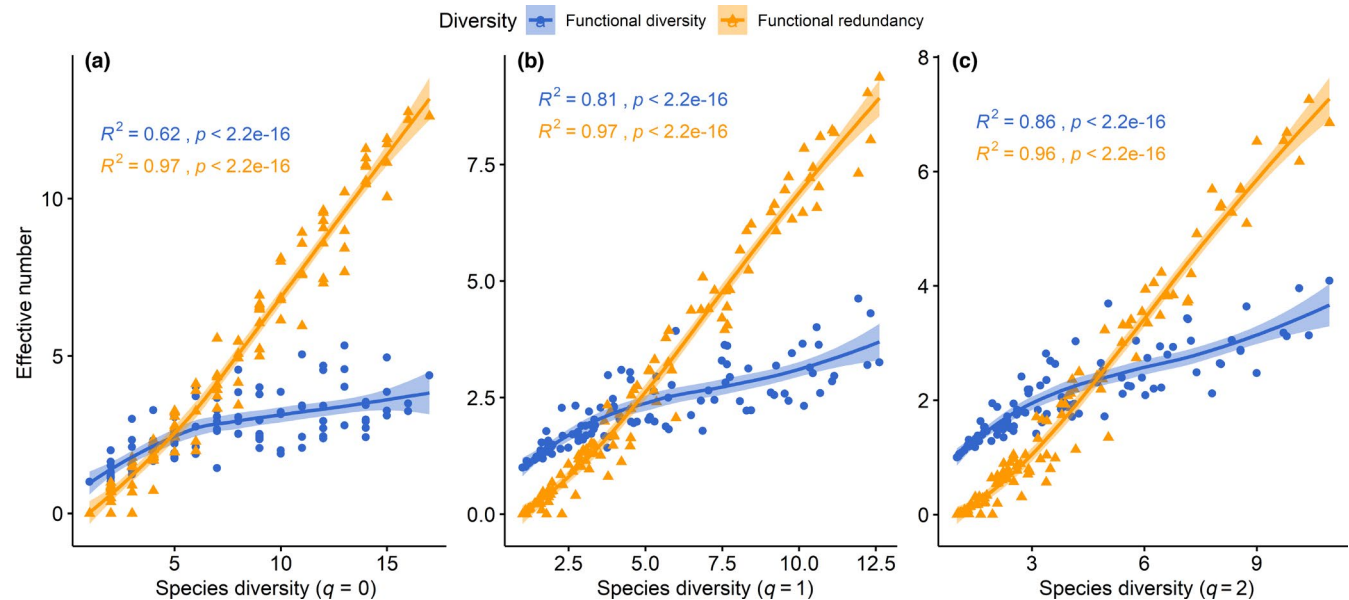 Diversity Functional diversity Functional redundancy
(a)
R² = 0.62 , p < 2.2e-16
R² = 0.97 , p < 2.2e-16
10
5
0
5 10 15
Species diversity (q = 0)
Effective number
(b)
R² = 0.81 , p < 2.2e-16
R² = 0.97 , p < 2.2e-16
7.5
5.0
2.5
0.0
2.5 5.0 7.5 10.0 12.5
Species diversity (q = 1)
(c)
R² = 0.86 , p < 2.2e-16
R² = 0.96 , p < 2.2e-16
8
6
4
2
0
3 6 9
Species diversity (q = 2)